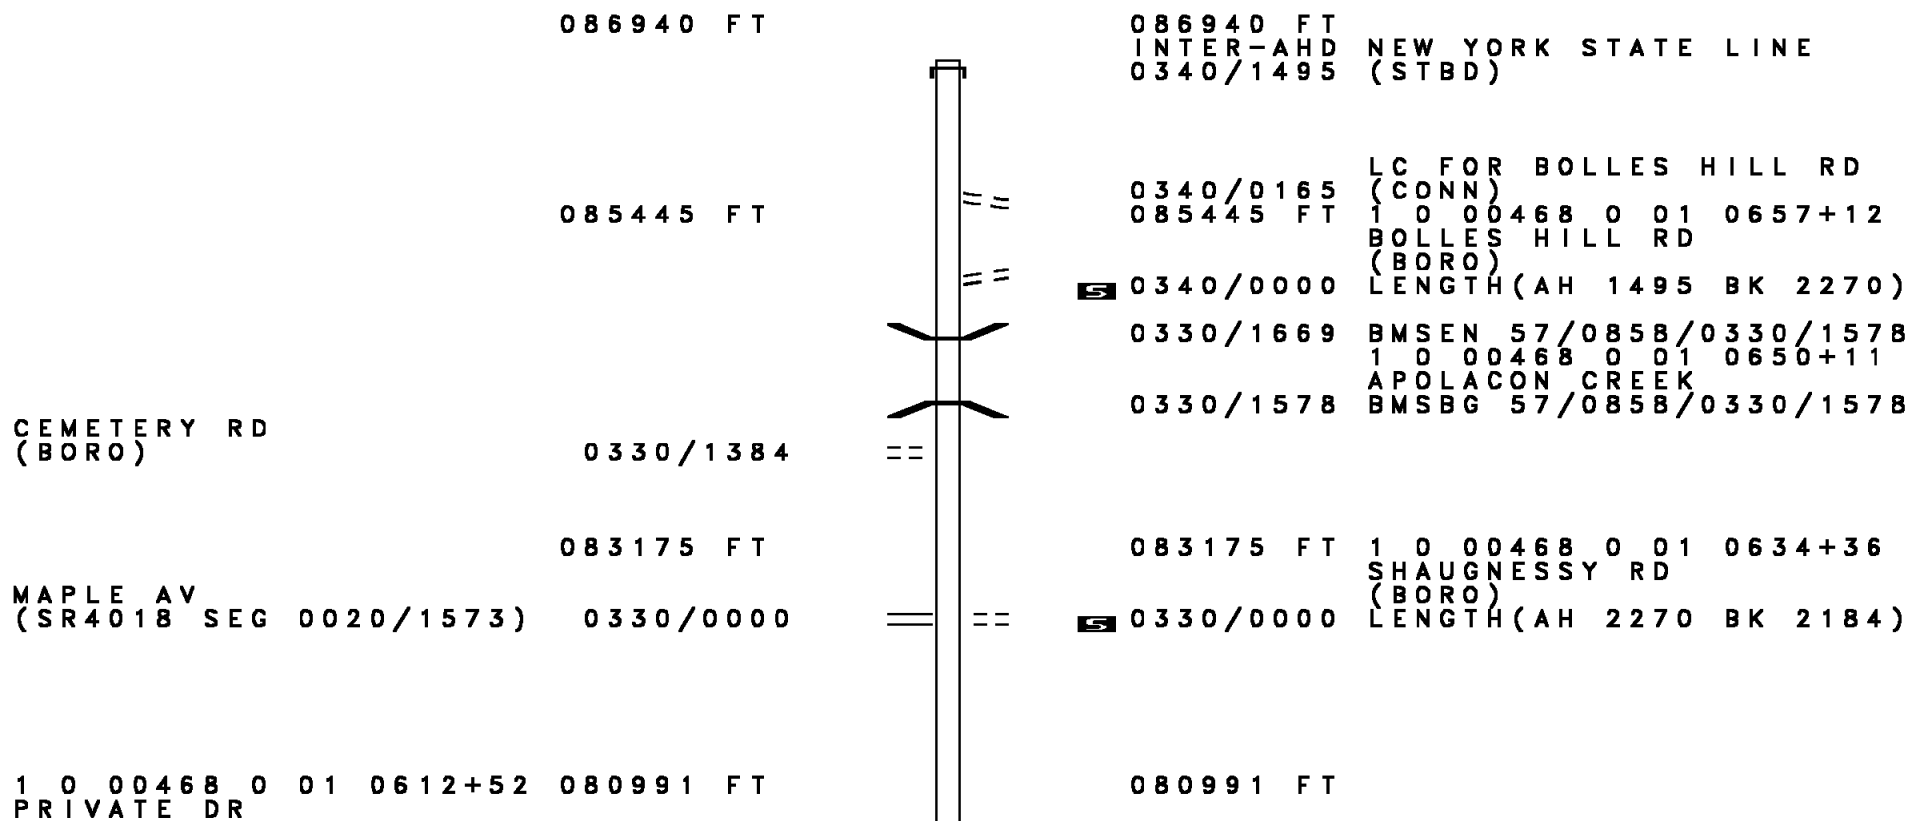 086940 FT 086940 FT
INTER-AHD NEW YORK STATE LINE
0340/1495 (STBD)
LC FOR BOLLES HILL RD
0340/0165 (CONN)
085445 FT 085445 FT 1 0 00468 0 01 0657+12
BOLLES HILL RD
(BORO)
S 0340/0000 LENGTH(AH 1495 BK 2270)
0330/1669 BMSEN 57/0858/0330/1578
1 0 00468 0 01 0650+11
APOLACON CREEK
0330/1578 BMSBG 57/0858/0330/1578
CEMETERY RD
(BORO) 0330/1384
083175 FT 083175 FT 1 0 00468 0 01 0634+36
SHAUGNESSY RD
MAPLE AV (BORO)
(SR4018 SEG 0020/1573) 0330/0000 S 0330/0000 LENGTH(AH 2270 BK 2184)
1 0 00468 0 01 0612+52 080991 FT 080991 FT
PRIVATE DR